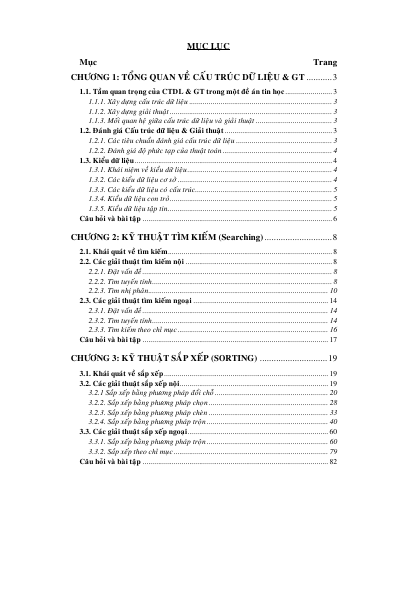 MỤC LỤC
Mục Trang
CHƯƠNG 1: TỔNG QUAN VỀ CẤU TRÚC DỮ LIỆU & GT ........... 3
1.1. Tầm quan trọng của CTDL & GT trong một đề án tin học ........... 3
1.1.1. Xây dựng cấu trúc dữ liệu ........... 3
1.1.2. Xây dựng giải thuật ........... 3
1.1.3. Mối quan hệ giữa cấu trúc dữ liệu và giải thuật ........... 3
1.2. Đánh giá Cấu trúc dữ liệu & Giải thuật ........... 3
1.2.1. Các tiêu chuẩn đánh giá cấu trúc dữ liệu ........... 3
1.2.2. Đánh giá độ phức tạp của thuật toán ........... 4
1.3. Kiểu dữ liệu ........... 4
1.3.1. Khái niệm về kiểu dữ liệu ........... 4
1.3.2. Các kiểu dữ liệu cơ sở ........... 4
1.3.3. Các kiểu dữ liệu có cấu trúc ........... 5
1.3.4. Kiểu dữ liệu con trỏ ........... 5
1.3.5. Kiểu dữ liệu tập tin ........... 5
Câu hỏi và bài tập ........... 6
CHƯƠNG 2: KỸ THUẬT TÌM KIẾM (Searching) ........... 8
2.1. Khái quát về tìm kiếm ........... 8
2.2. Các giải thuật tìm kiếm nội ........... 8
2.2.1. Đặt vấn đề ........... 8
2.2.2. Tìm tuyến tính ........... 8
2.2.3. Tìm nhị phân ........... 10
2.3. Các giải thuật tìm kiếm ngoại ........... 14
2.3.1. Đặt vấn đề ........... 14
2.3.2. Tìm tuyến tính ........... 14
2.3.3. Tìm kiếm theo chỉ mục ........... 16
Câu hỏi và bài tập ........... 17
CHƯƠNG 3: KỸ THUẬT SẮP XẾP (SORTING) ........... 19
3.1. Khái quát về sắp xếp ........... 19
3.2. Các giải thuật sắp xếp nội ........... 19
3.2.1 Sắp xếp bằng phương pháp đổi chỗ ........... 20
3.2.2. Sắp xếp bằng phương pháp chọn ........... 28
3.2.3. Sắp xếp bằng phương pháp chèn ........... 33
3.2.4. Sắp xếp bằng phương pháp trộn ........... 40
3.3. Các giải thuật sắp xếp ngoại ........... 60
3.3.1. Sắp xếp bằng phương pháp trộn ........... 60
3.3.2. Sắp xếp theo chỉ mục ........... 79
Câu hỏi và bài tập ........... 82